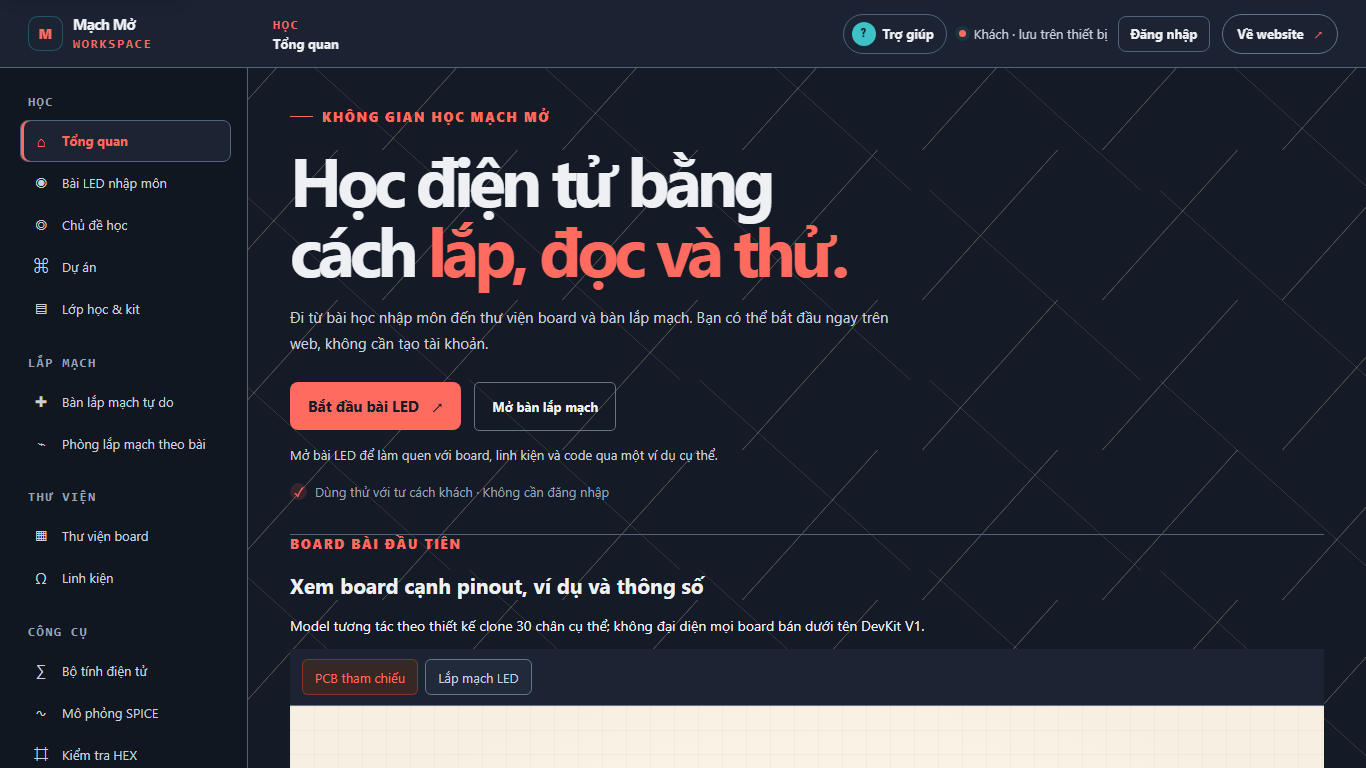 M
Mạch Mở
WORKSPACE
HỌC
Tổng quan
? Trợ giúp
Khách · lưu trên thiết bị
Đăng nhập
Về website ↗
HỌC
Tổng quan
Bài LED nhập môn
Chủ đề học
Dự án
Lớp học & kit
LẮP MẠCH
Bàn lắp mạch tự do
Phòng lắp mạch theo bài
THƯ VIỆN
Thư viện board
Ω Linh kiện
CÔNG CỤ
∑ Bộ tính điện tử
∿ Mô phỏng SPICE
Kiểm tra HEX
KHÔNG GIAN HỌC MẠCH MỞ
Học điện tử bằng
cách lắp, đọc và thử.
Đi từ bài học nhập môn đến thư viện board và bàn lắp mạch. Bạn có thể bắt đầu ngay trên
web, không cần tạo tài khoản.
Bắt đầu bài LED ↗
Mở bàn lắp mạch
Mở bài LED để làm quen với board, linh kiện và code qua một ví dụ cụ thể.
✓ Dùng thử với tư cách khách · Không cần đăng nhập
BOARD BÀI ĐẦU TIÊN
Xem board cạnh pinout, ví dụ và thông số
Model tương tác theo thiết kế clone 30 chân cụ thể; không đại diện mọi board bán dưới tên DevKit V1.
PCB tham chiếu
Lắp mạch LED